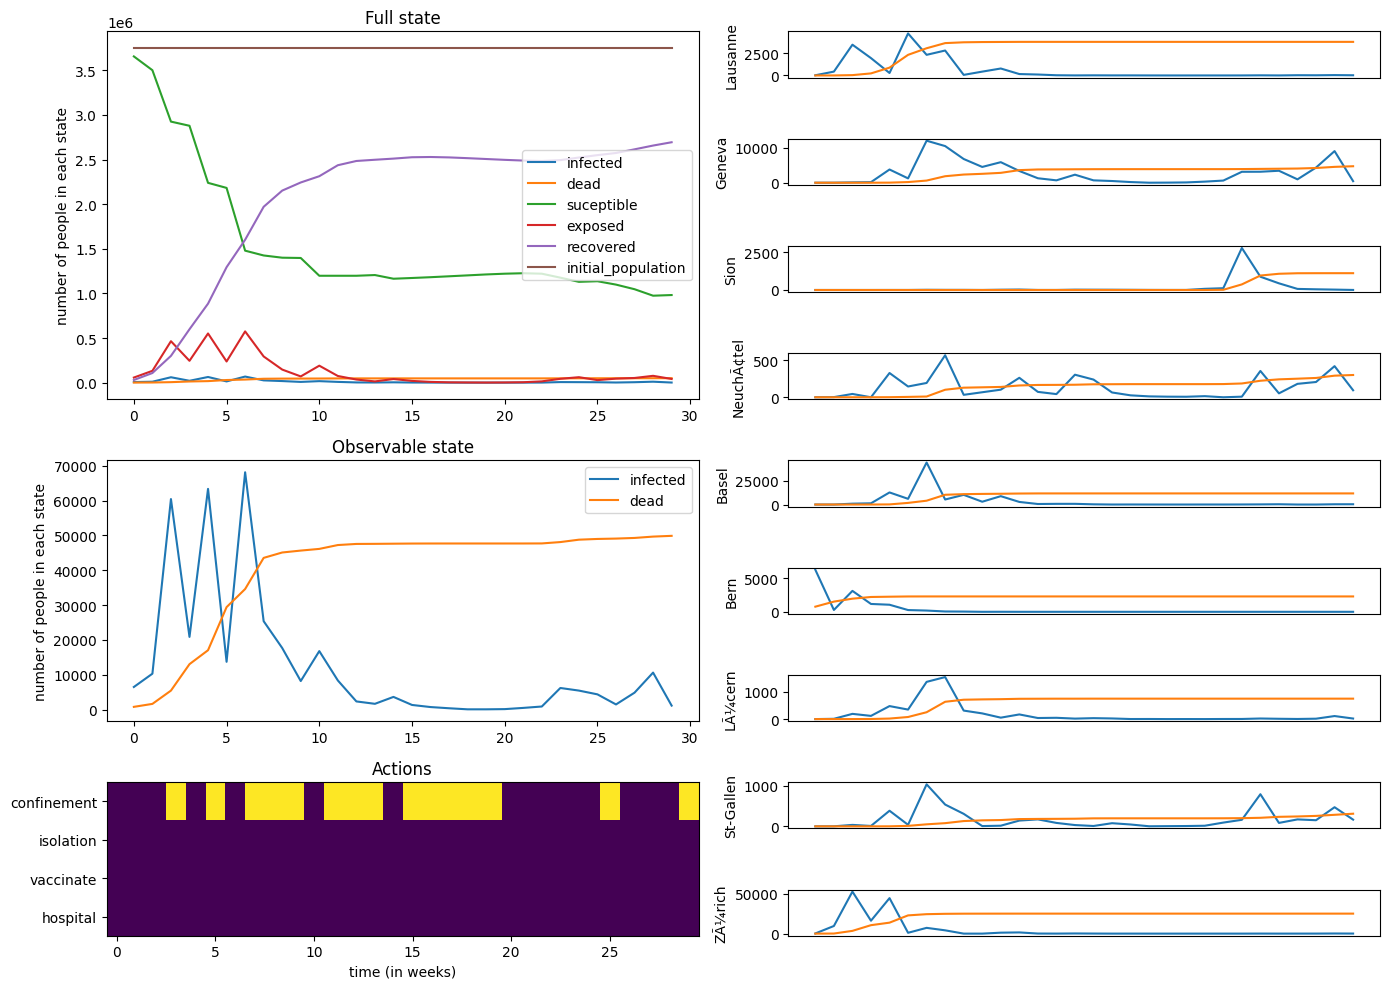 Full state
1e6
number of people in each state
3.5
3.0
2.5
2.0
1.5
1.0
0.5
0.0
0 5 10 15 20 25 30
infected
dead
suceptible
exposed
recovered
initial_population
Observable state
number of people in each state
70000
60000
50000
40000
30000
20000
10000
0
0 5 10 15 20 25 30
infected
dead
Actions
confinement
isolation
vaccinate
hospital
0 5 10 15 20 25
time (in weeks)
Lausanne
2500
0
Geneva
10000
0
Sion
2500
0
NeuchÃ¢tel
500
0
Basel
25000
0
Bern
5000
0
LÃ¼cern
1000
0
St-Gallen
1000
0
ZÃ¼rich
50000
0